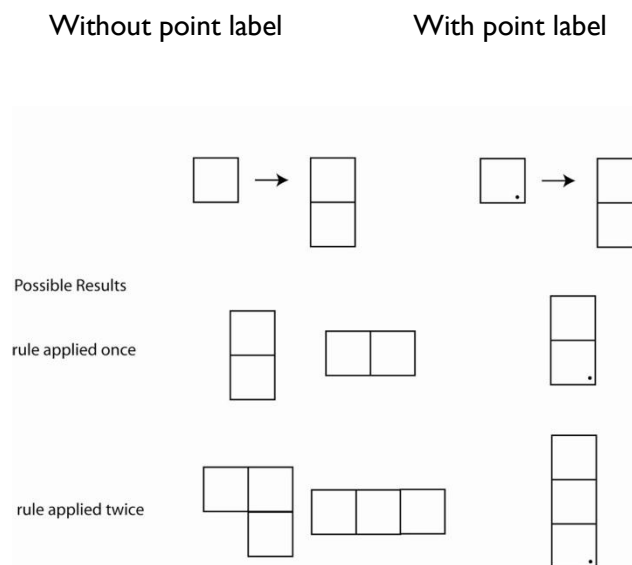 Without point label With point label
Possible Results
rule applied once
rule applied twice